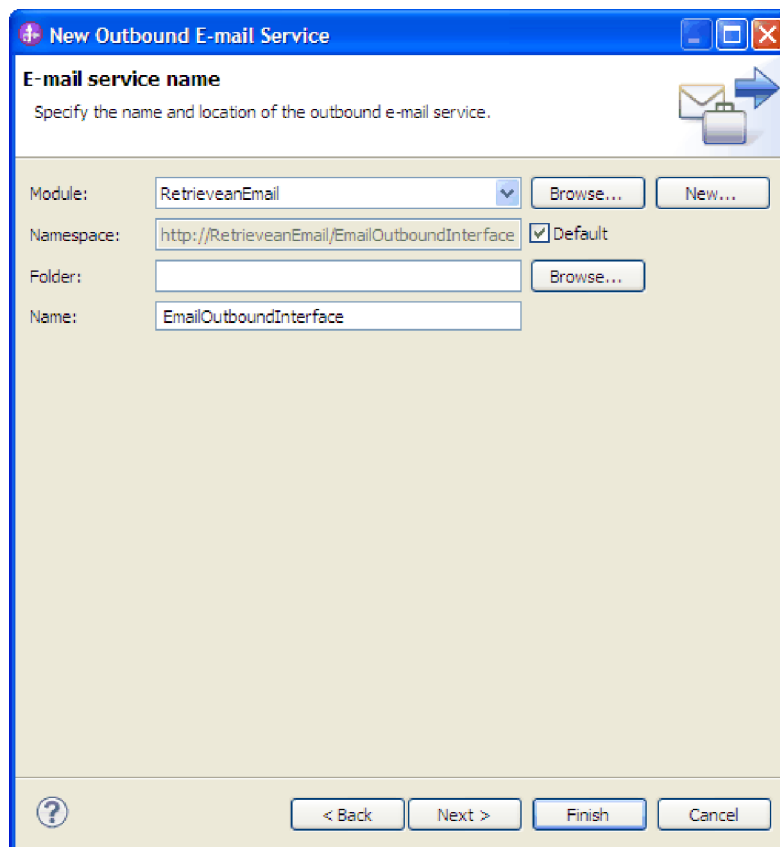 New Outbound E-mail Service
E-mail service name
Specify the name and location of the outbound e-mail service.
Module: RetrieveanEmail Browse... New...
Namespace: http://RetrieveanEmail/EmailOutboundInterface Default
Folder: Browse...
Name: EmailOutboundInterface
? < Back Next > Finish Cancel